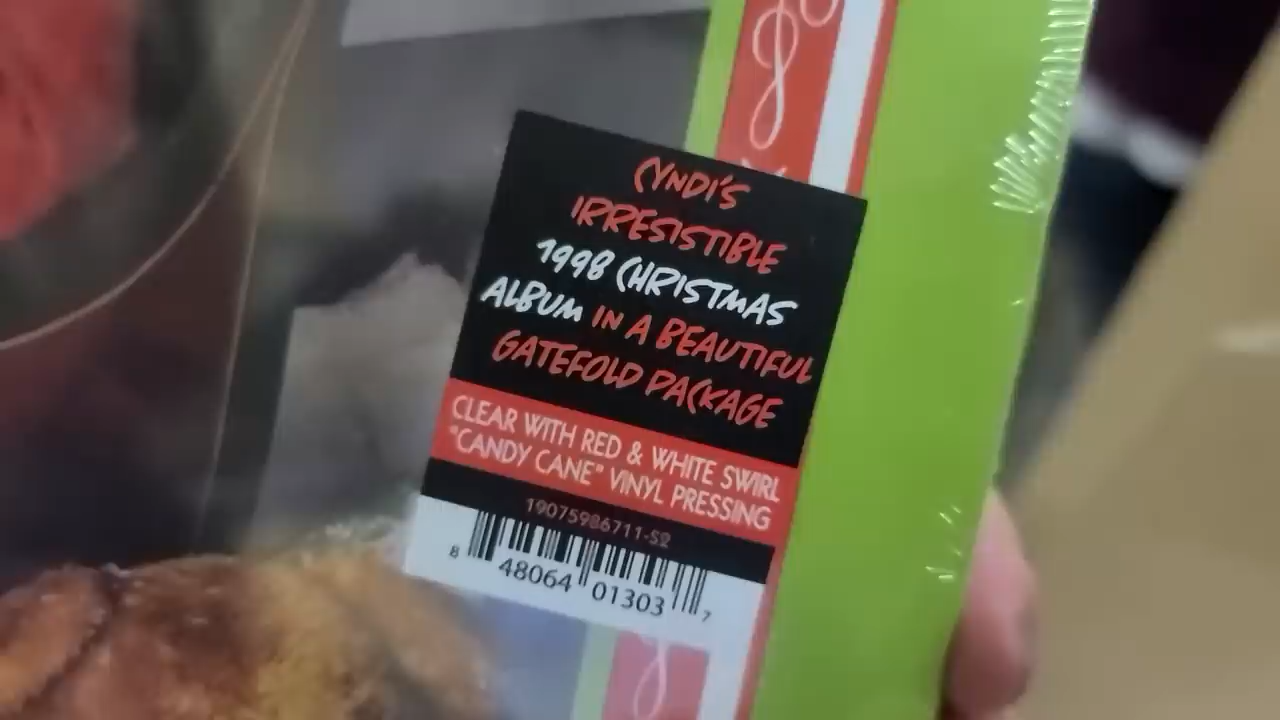 CYNDI'S
IRRESISTIBLE
1998 CHRISTMAS
ALBUM IN A BEAUTIFUL
GATEFOLD PACKAGE
CLEAR WITH RED & WHITE SWIRL
"CANDY CANE" VINYL PRESSING
19075986711-S2
8 48064 01303 7